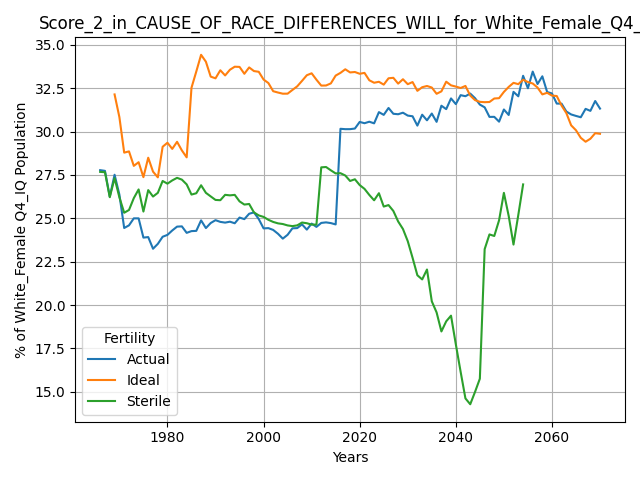 Score_2_in_CAUSE_OF_RACE_DIFFERENCES_WILL_for_White_Female_Q4_
35.0
32.5
30.0
27.5
25.0
22.5
20.0
17.5
15.0
% of White_Female Q4_IQ Population
Fertility
Actual
Ideal
Sterile
1980
2000
2020
2040
2060
Years